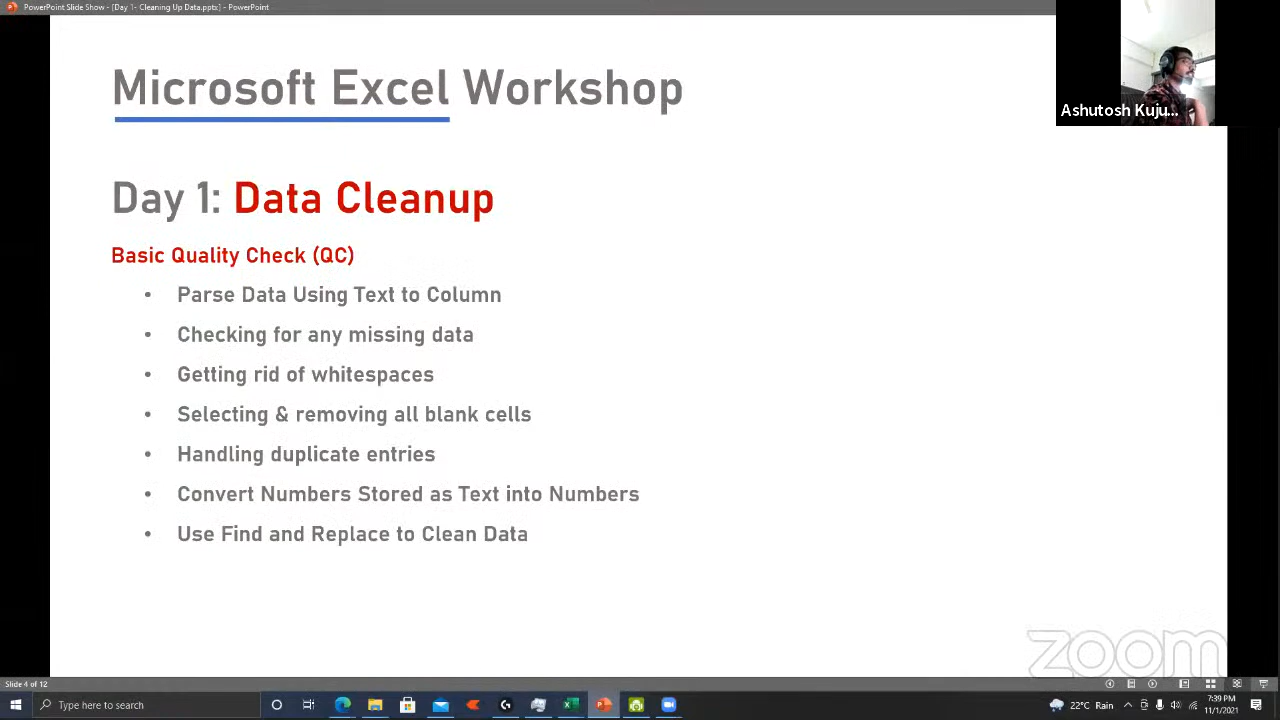 PowerPoint Slide Show - [Day 1- Cleaning Up Data.pptx] - PowerPoint
Microsoft Excel Workshop
Ashutosh Kuju...
Day 1: Data Cleanup
Basic Quality Check (QC)
• Parse Data Using Text to Column
• Checking for any missing data
• Getting rid of whitespaces
• Selecting & removing all blank cells
• Handling duplicate entries
• Convert Numbers Stored as Text into Numbers
• Use Find and Replace to Clean Data
zoom
Slide 4 of 12
Type here to search
22°C Rain
7:39 PM
11/1/2021